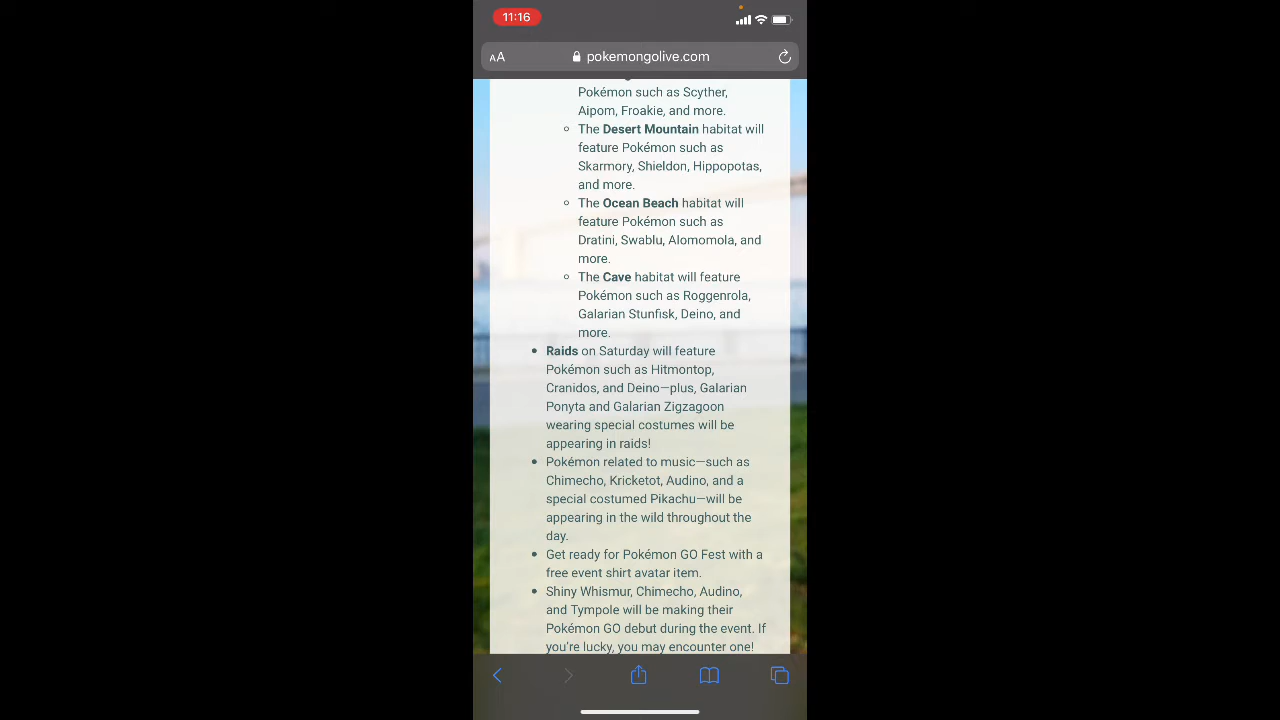 11:16
AA
pokemongolive.com
Pokémon such as Scyther,
Aipom, Froakie, and more.
The Desert Mountain habitat will
feature Pokémon such as
Skarmory, Shieldon, Hippopotas,
and more.
The Ocean Beach habitat will
feature Pokémon such as
Dratini, Swablu, Alomomola, and
more.
The Cave habitat will feature
Pokémon such as Roggenrola,
Galarian Stunfisk, Deino, and
more.
Raids on Saturday will feature
Pokémon such as Hitmontop,
Cranidos, and Deino—plus, Galarian
Ponyta and Galarian Zigzagoon
wearing special costumes will be
appearing in raids!
Pokémon related to music—such as
Chimecho, Kricketot, Audino, and a
special costumed Pikachu—will be
appearing in the wild throughout the
day.
Get ready for Pokémon GO Fest with a
free event shirt avatar item.
Shiny Whismur, Chimecho, Audino,
and Tympole will be making their
Pokémon GO debut during the event. If
you're lucky, you may encounter one!